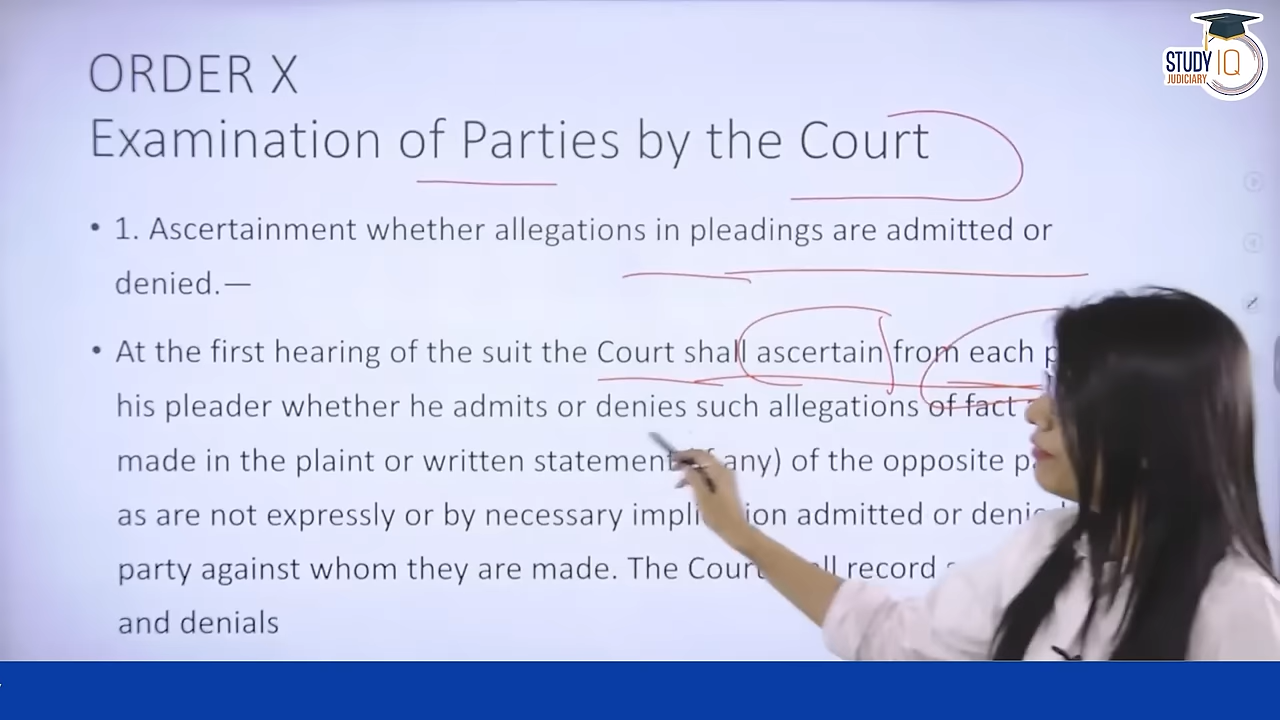 STUDY IQ
JUDICIARY
ORDER X
Examination of Parties by the Court
• 1. Ascertainment whether allegations in pleadings are admitted or
denied.—
• At the first hearing of the suit the Court shall ascertain from each
his pleader whether he admits or denies such allegations of fact
made in the plaint or written statement any) of the opposite
as are not expressly or by necessary admitted or
party against whom they are made. The record
and denials